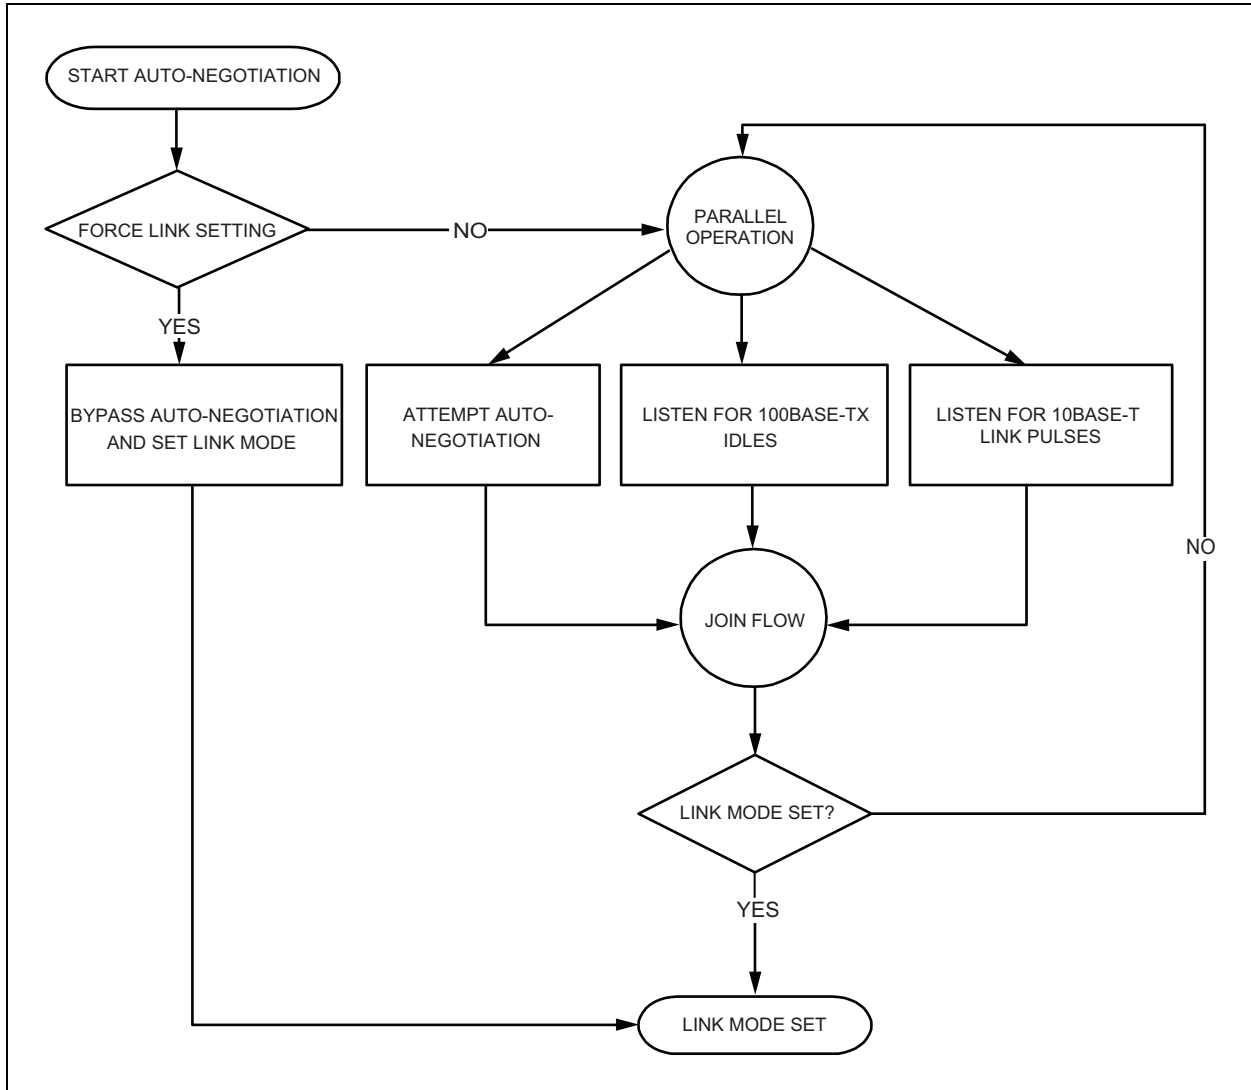 START AUTO-NEGOTIATION
FORCE LINK SETTING
NO
PARALLEL
OPERATION
YES
BYPASS AUTO-NEGOTIATION
AND SET LINK MODE
ATTEMPT AUTO-
NEGOTIATION
LISTEN FOR 100BASE-TX
IDLES
LISTEN FOR 10BASE-T
LINK PULSES
NO
JOIN FLOW
LINK MODE SET?
YES
LINK MODE SET